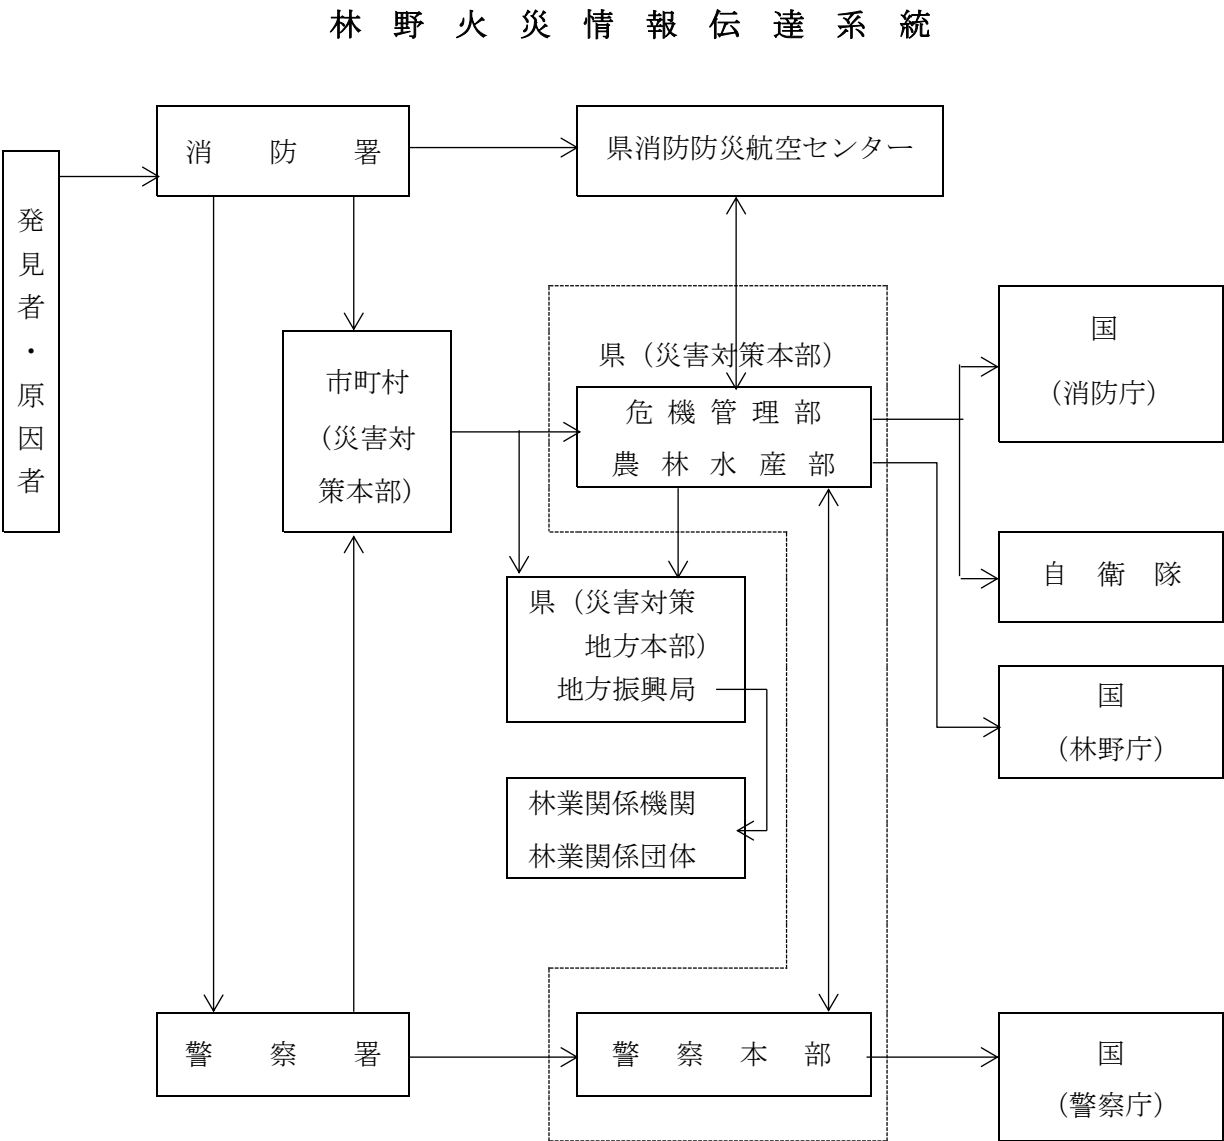 林野火災情報伝達系統
消防署
県消防防災航空センター
発見者・原因者
国
（消防庁）
県（災害対策本部）
市町村
（災害対
策本部）
危機管理部
農林水産部
自衛隊
県（災害対策
地方本部）
地方振興局
国
（林野庁）
林業関係機関
林業関係団体
警察署
警察本部
国
（警察庁）